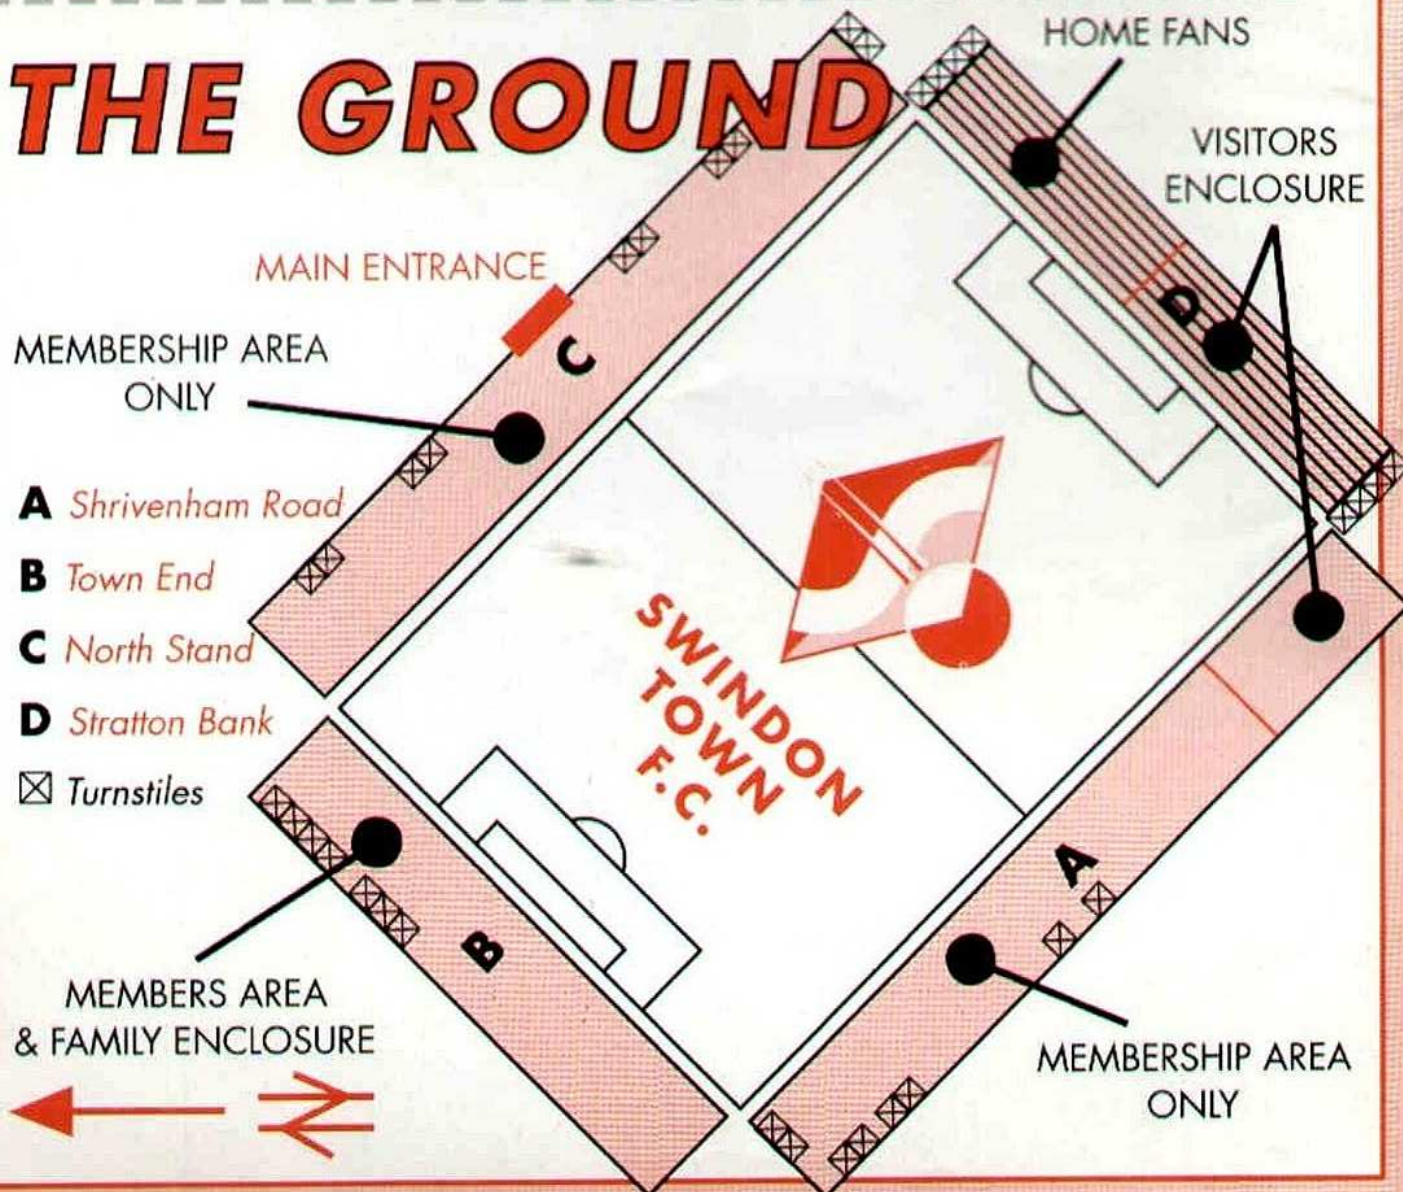 THE GROUND
HOME FANS
VISITORS
ENCLOSURE
MAIN ENTRANCE
MEMBERSHIP AREA
ONLY
C
D
A Shrivenham Road
B Town End
C North Stand
D Stratton Bank
Turnstiles
SWINDON
TOWN
F.C.
A
B
MEMBERS AREA
& FAMILY ENCLOSURE
MEMBERSHIP AREA
ONLY